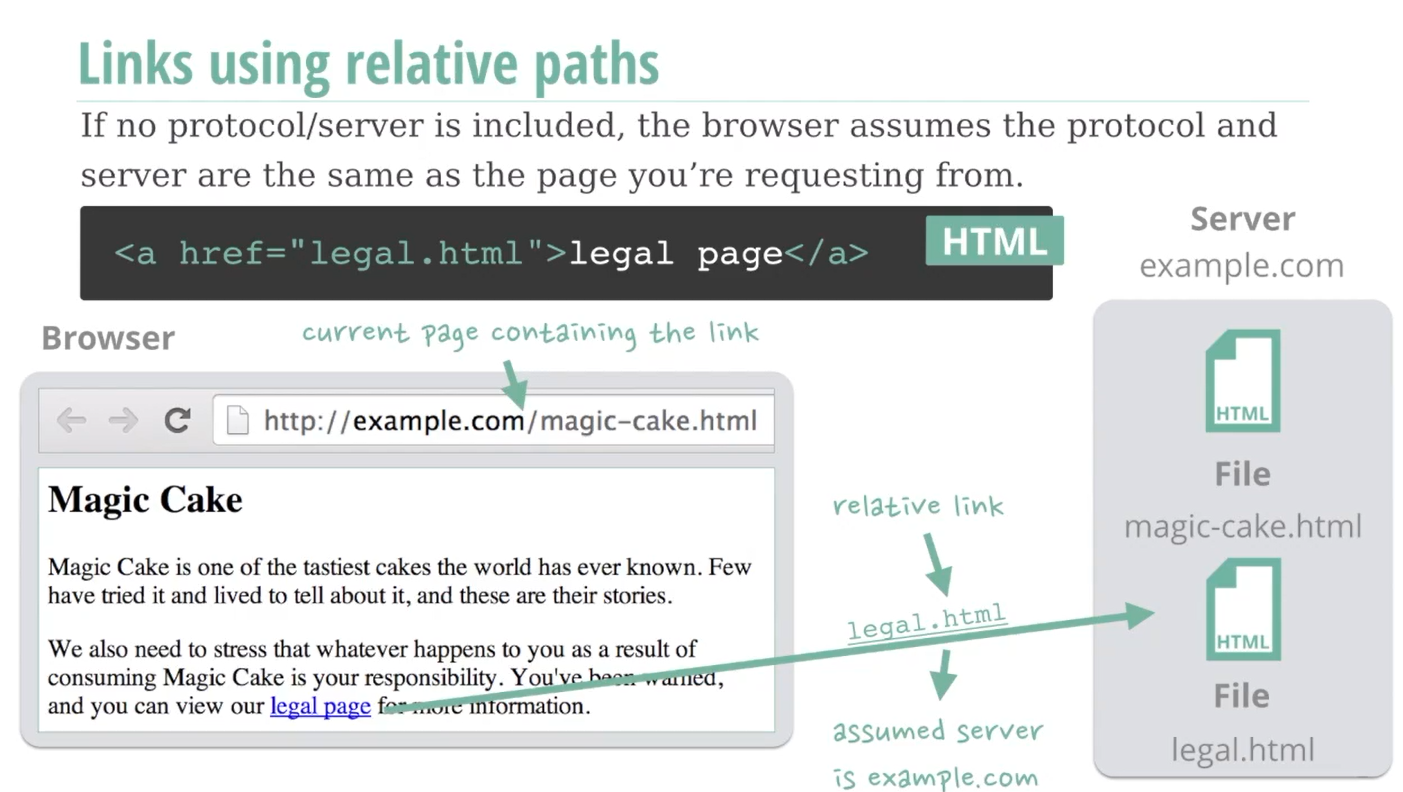 Links using relative paths
If no protocol/server is included, the browser assumes the protocol and
server are the same as the page you’re requesting from.
<a href="legal.html">legal page</a>
HTML
Server
example.com
Browser
current page containing the link
http://example.com/magic-cake.html
Magic Cake
Magic Cake is one of the tastiest cakes the world has ever known. Few
have tried it and lived to tell about it, and these are their stories.
We also need to stress that whatever happens to you as a result of
consuming Magic Cake is your responsibility. You've been warned,
and you can view our legal page for more information.
relative link
legal.html
assumed server
is example.com
HTML
File
magic-cake.html
HTML
File
legal.html